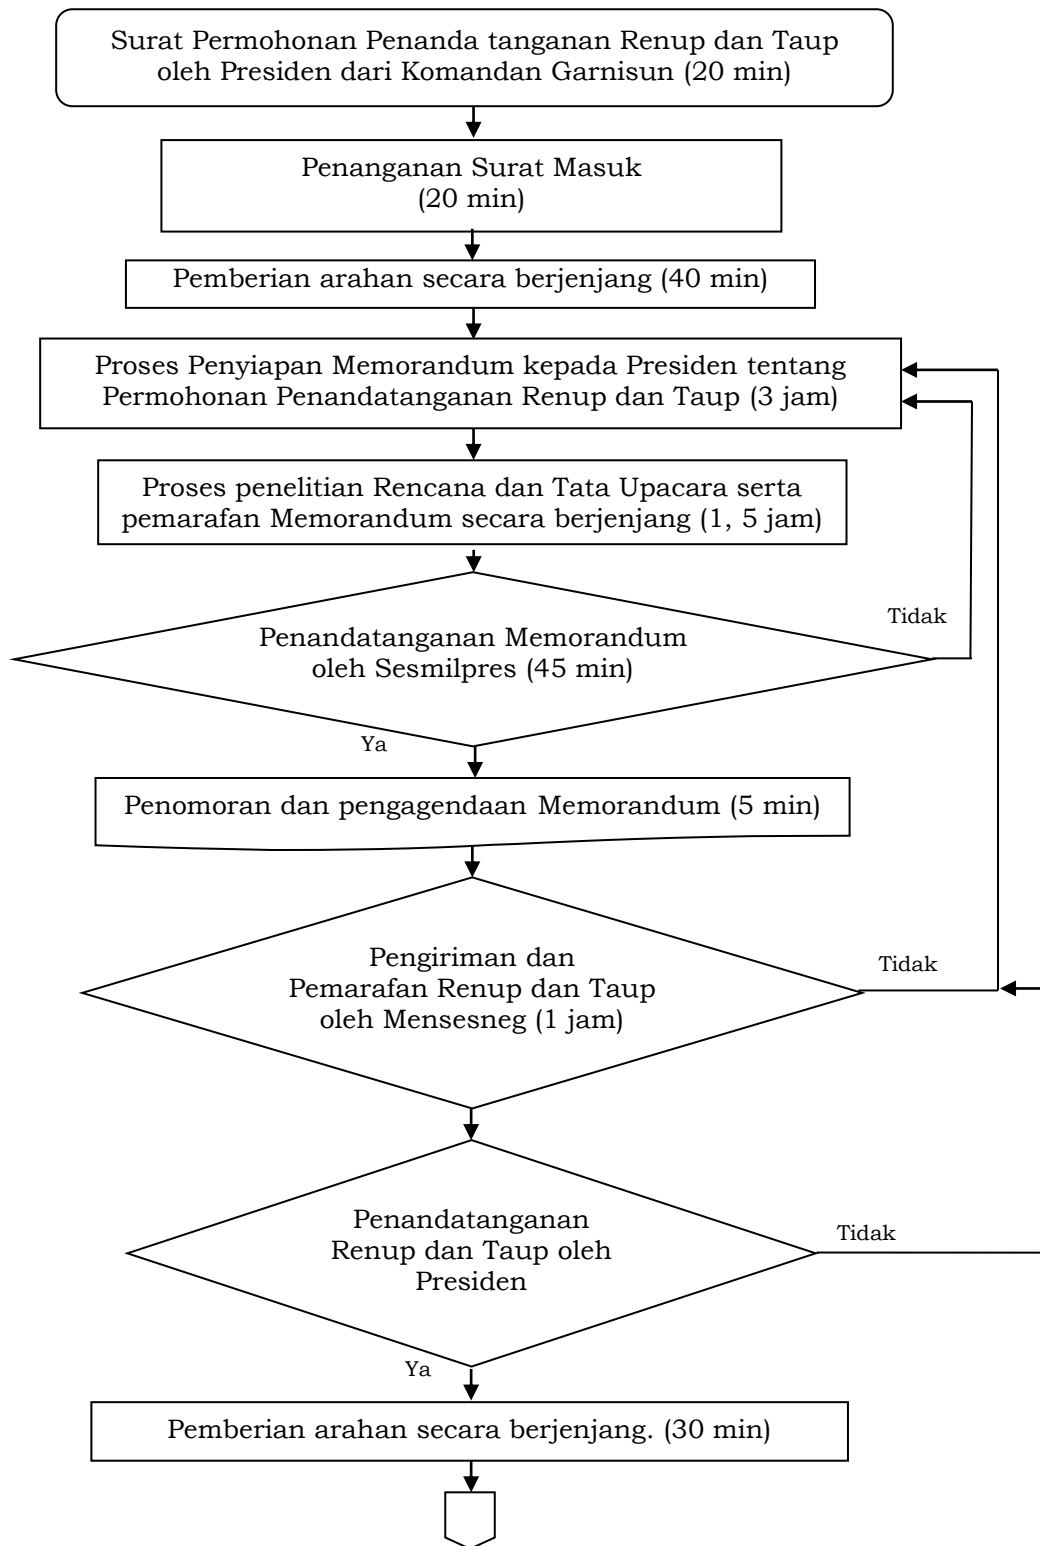 Surat Permohonan Penanda tanganan Renup dan Taup
oleh Presiden dari Komandan Garnisun (20 min)
Penanganan Surat Masuk
(20 min)
Pemberian arahan secara berjenjang (40 min)
Proses Penyiapan Memorandum kepada Presiden tentang
Permohonan Penandatanganan Renup dan Taup (3 jam)
Proses penelitian Rencana dan Tata Upacara serta
pemarafan Memorandum secara berjenjang (1, 5 jam)
Tidak
Penandatanganan Memorandum
oleh Sesmilpres (45 min)
Ya
Penomoran dan pengagendaan Memorandum (5 min)
Tidak
Pengiriman dan
Pemarafan Renup dan Taup
oleh Mensesneg (1 jam)
Tidak
Penandatanganan
Renup dan Taup oleh
Presiden
Ya
Pemberian arahan secara berjenjang. (30 min)